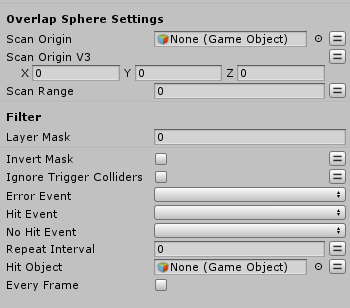 Overlap Sphere Settings
Scan Origin None (Game Object)
Scan Origin V3
X 0 Y 0 Z 0
Scan Range 0
Filter
Layer Mask 0
Invert Mask
Ignore Trigger Colliders
Error Event
Hit Event
No Hit Event
Repeat Interval 0
Hit Object None (Game Object)
Every Frame